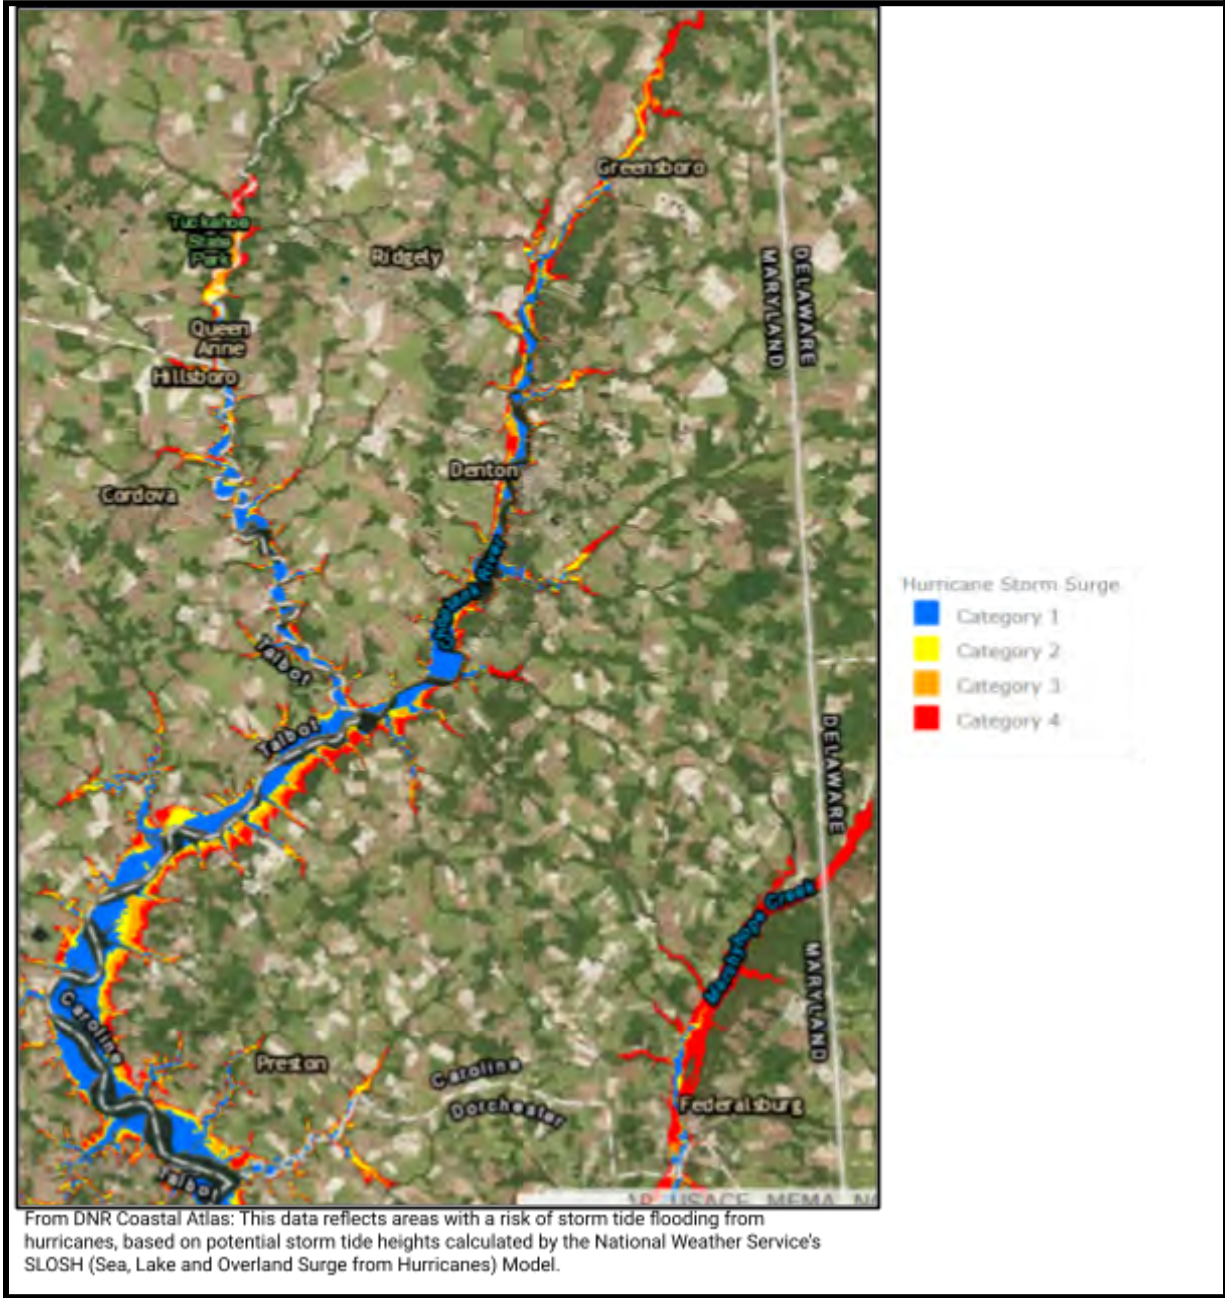 Greensboro
Tuckahoe
State
Park
Ridgely
DELAWARE
MARYLAND
Queen
Anne
Hillsboro
Denton
Cordova
Choptank River
Talbot
Talbot
DELAWARE
Marshyhope Creek
MARYLAND
Caroline
Preston
Caroline
Dorchester
Federalsburg
Talbot
USACE, MEMA,
Hurricane Storm Surge
Category 1
Category 2
Category 3
Category 4
From DNR Coastal Atlas: This data reflects areas with a risk of storm tide flooding from
hurricanes, based on potential storm tide heights calculated by the National Weather Service's
SLOSH (Sea, Lake and Overland Surge from Hurricanes) Model.